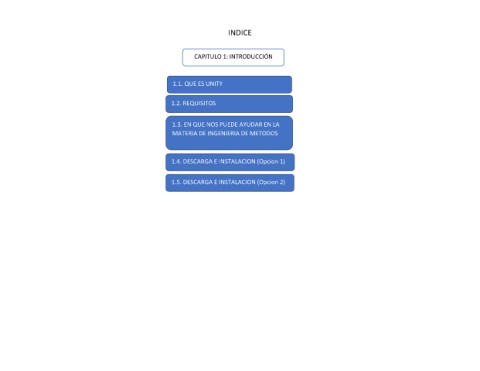 INDICE
CAPITULO 1: INTRODUCCIÓN
1.1. QUE ES UNITY
1.2. REQUISITOS
1.3. EN QUE NOS PUEDE AYUDAR EN LA
MATERIA DE INGENIERIA DE METODOS
1.4. DESCARGA E INSTALACION (Opcion 1)
1.5. DESCARGA E INSTALACION (Opcion 2)